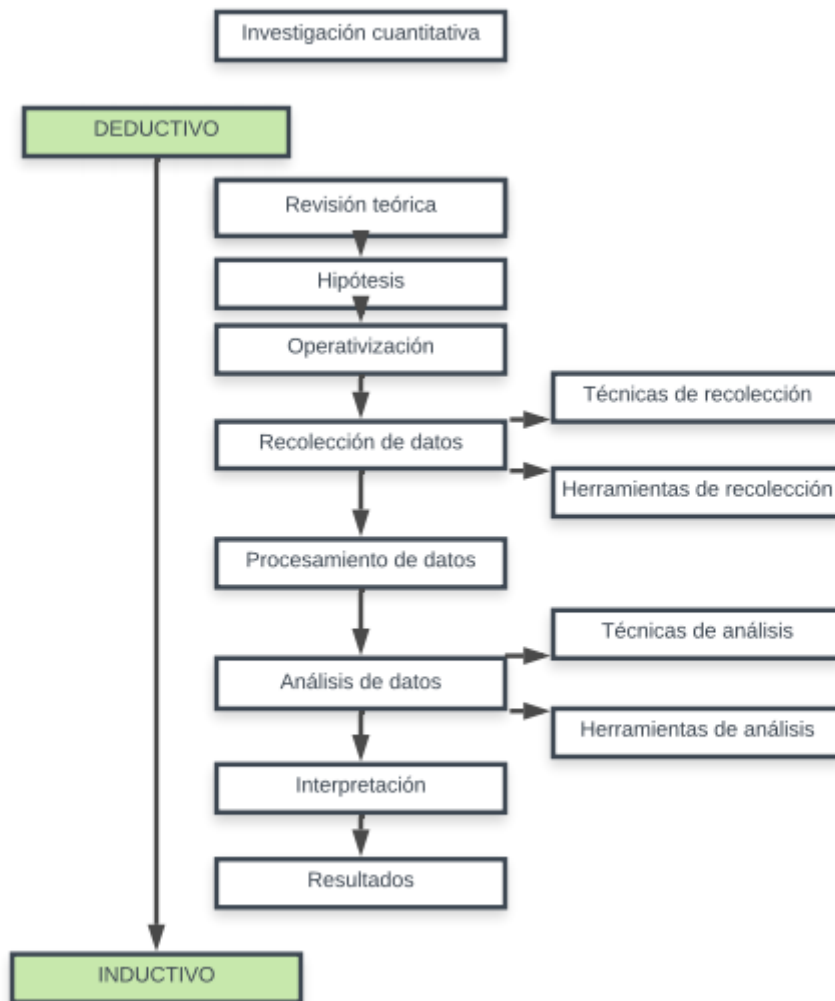 Investigación cuantitativa
DEDUCTIVO
Revisión teórica
Hipótesis
Operativización
Técnicas de recolección
Recolección de datos
Herramientas de recolección
Procesamiento de datos
Técnicas de análisis
Análisis de datos
Herramientas de análisis
Interpretación
Resultados
INDUCTIVO